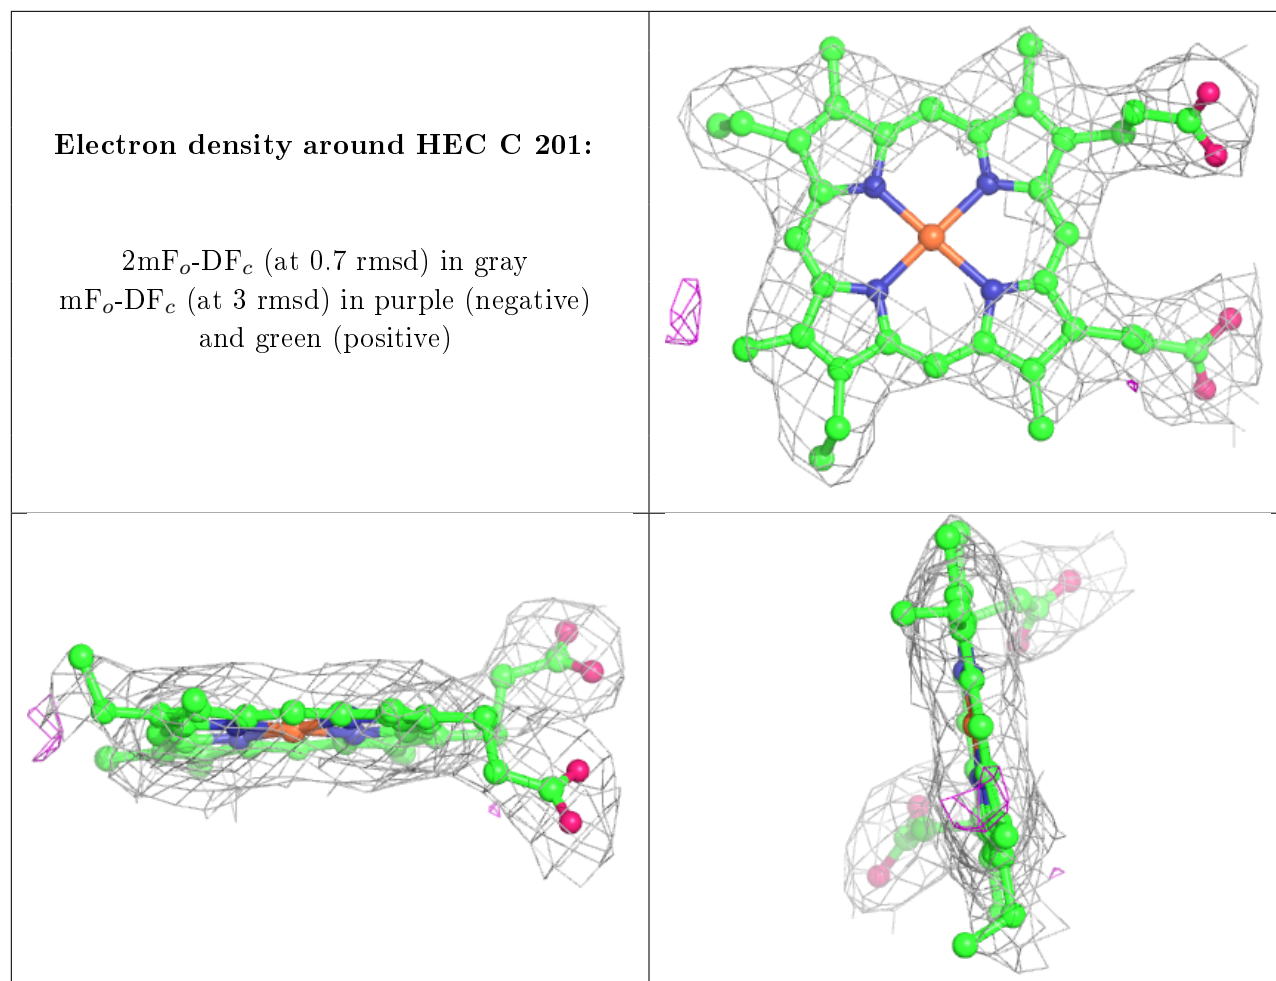 Electron density around HEC C 201:
2mFo-DFc (at 0.7 rmsd) in gray
mFo-DFc (at 3 rmsd) in purple (negative)
and green (positive)